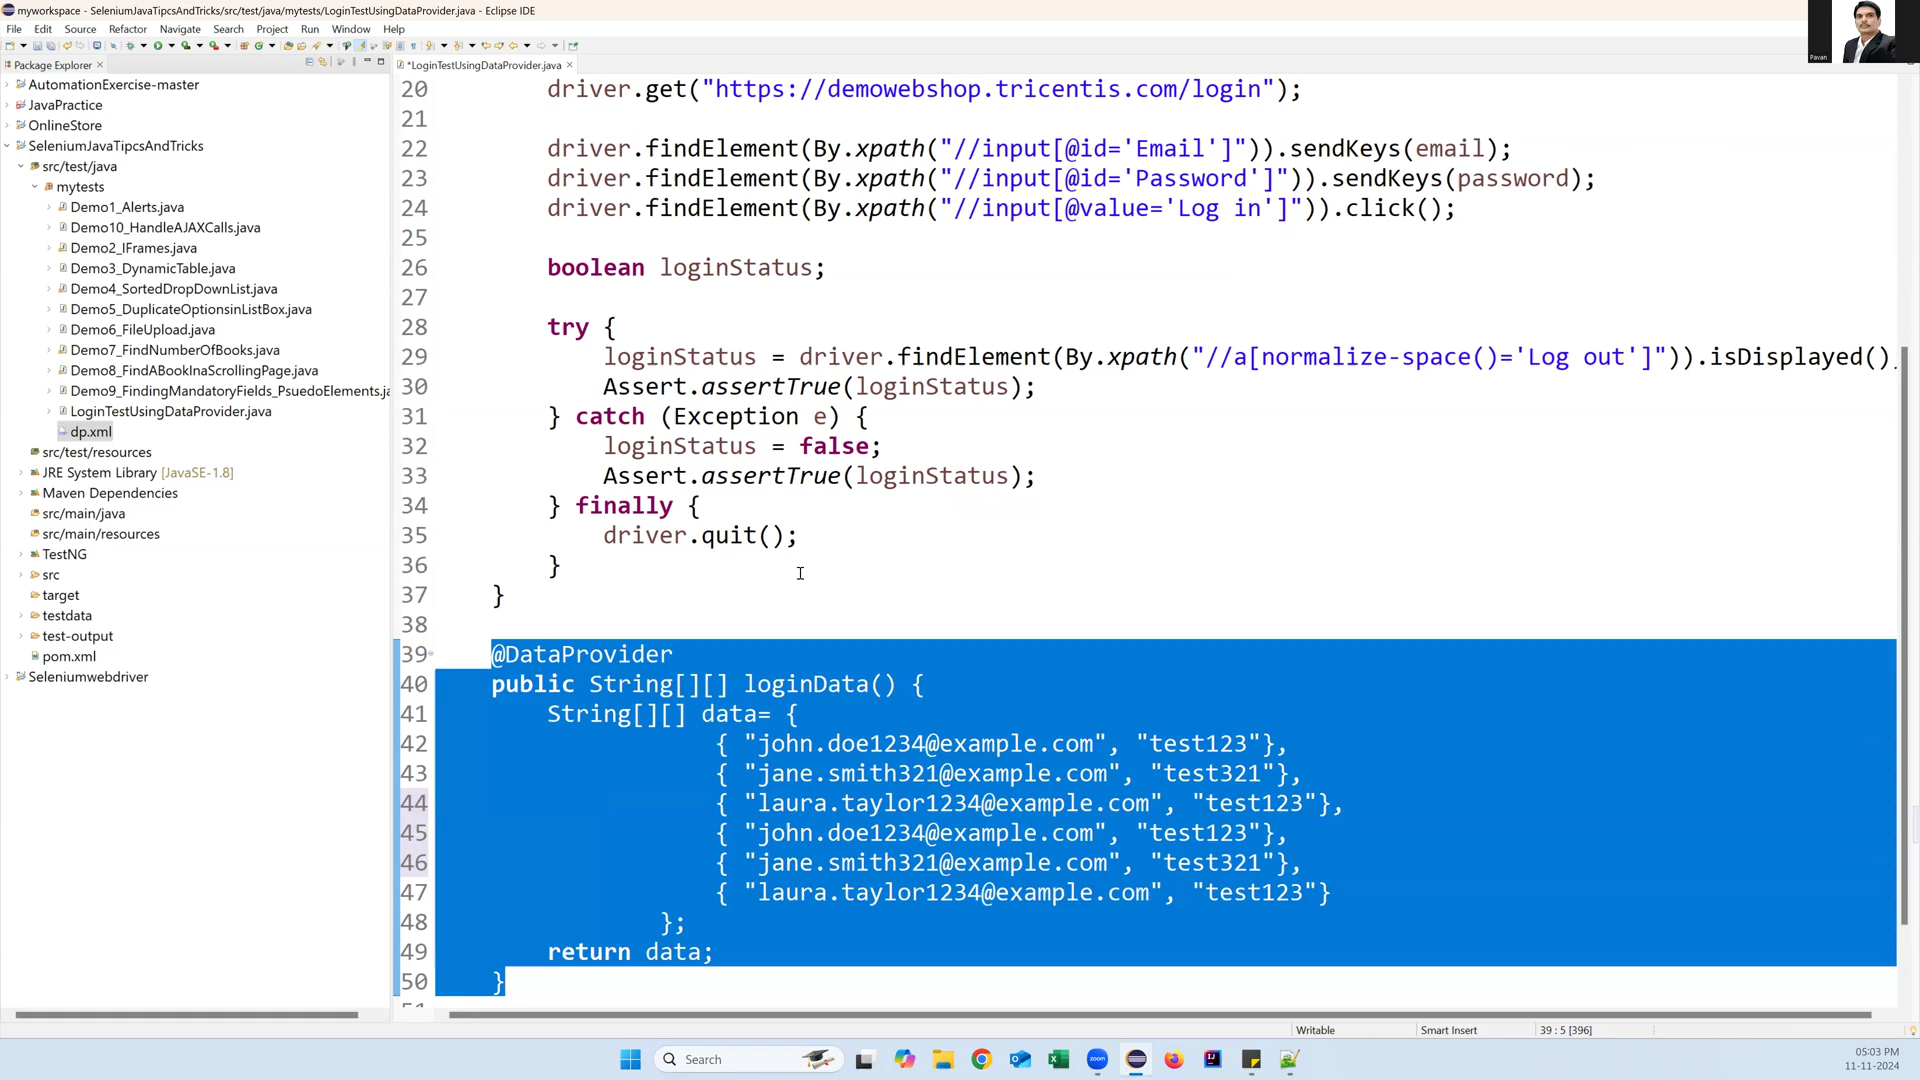 myworkspace - SeleniumJavaTipcsAndTricks/src/test/java/mytests/LoginTestUsingDataProvider.java - Eclipse IDE
File Edit Source Refactor Navigate Search Project Run Window Help
Package Explorer ×
*LoginTestUsingDataProvider.java ×
Pavan
AutomationExercise-master
JavaPractice
OnlineStore
SeleniumJavaTipcsAndTricks
src/test/java
mytests
Demo1_Alerts.java
Demo10_HandleAJAXCalls.java
Demo2_IFrames.java
Demo3_DynamicTable.java
Demo4_SortedDropDownList.java
Demo5_DuplicateOptionsinListBox.java
Demo6_FileUpload.java
Demo7_FindNumberOfBooks.java
Demo8_FindABookInaScrollingPage.java
Demo9_FindingMandatoryFields_PsuedoElements.ja
LoginTestUsingDataProvider.java
dp.xml
src/test/resources
JRE System Library [JavaSE-1.8]
Maven Dependencies
src/main/java
src/main/resources
TestNG
src
target
testdata
test-output
pom.xml
Seleniumwebdriver
20 driver.get("https://demowebshop.tricentis.com/login");
21
22 driver.findElement(By.xpath("//input[@id='Email']")).sendKeys(email);
23 driver.findElement(By.xpath("//input[@id='Password']")).sendKeys(password);
24 driver.findElement(By.xpath("//input[@value='Log in']")).click();
25
26 boolean loginStatus;
27
28 try {
29 loginStatus = driver.findElement(By.xpath("//a[normalize-space()='Log out']")).isDisplayed().
30 Assert.assertTrue(loginStatus);
31 } catch (Exception e) {
32 loginStatus = false;
33 Assert.assertTrue(loginStatus);
34 } finally {
35 driver.quit();
36 }
37 }
38
39 @DataProvider
40 public String[][] loginData() {
41 String[][] data= {
42 { "john.doe1234@example.com", "test123"},
43 { "jane.smith321@example.com", "test321"},
44 { "laura.taylor1234@example.com", "test123"},
45 { "john.doe1234@example.com", "test123"},
46 { "jane.smith321@example.com", "test321"},
47 { "laura.taylor1234@example.com", "test123"}
48 };
49 return data;
50 }
51
Writable Smart Insert 39 : 5 [396]
Search
05:03 PM
11-11-2024